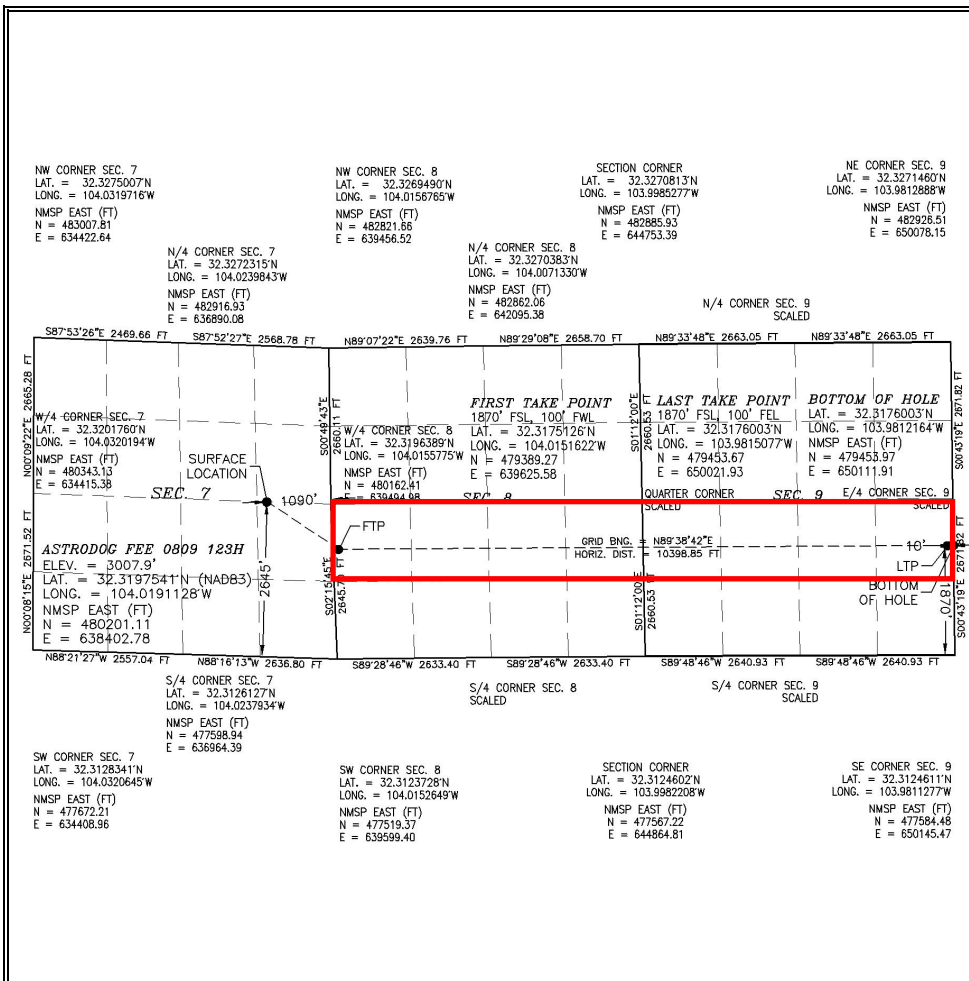 NW CORNER SEC. 7
LAT. = 32.3275007'N
LONG. = 104.0319716'W
NMSP EAST (FT)
N = 483007.81
E = 634422.64
NW CORNER SEC. 8
LAT. = 32.3269490'N
LONG. = 104.0156765'W
NMSP EAST (FT)
N = 482821.66
E = 639456.52
SECTION CORNER
LAT. = 32.3270813'N
LONG. = 103.9985277'W
NMSP EAST (FT)
N = 482885.93
E = 644753.39
NE CORNER SEC. 9
LAT. = 32.3271460'N
LONG. = 103.9812888'W
NMSP EAST (FT)
N = 482926.51
E = 650078.15
N/4 CORNER SEC. 7
LAT. = 32.3272315'N
LONG. = 104.0239843'W
NMSP EAST (FT)
N = 482916.93
E = 636890.08
N/4 CORNER SEC. 8
LAT. = 32.3270383'N
LONG. = 104.0071330'W
NMSP EAST (FT)
N = 482862.06
E = 642095.38
N/4 CORNER SEC. 9
SCALED
S87°53'26"E 2469.66 FT
S87°52'27"E 2568.78 FT
N89°07'22"E 2639.76 FT
N89°29'08"E 2658.70 FT
N89°33'48"E 2663.05 FT
N89°33'48"E 2663.05 FT
N00°09'22"E 2665.28 FT
S00°49'43"E
2660.11 FT
S01°12'00"E
2660.53 FT
S00°43'19"E 2671.82 FT
W/4 CORNER SEC. 7
LAT. = 32.3201760'N
LONG. = 104.0320194'W
NMSP EAST (FT)
N = 480343.13
E = 634415.38
SURFACE
LOCATION
W/4 CORNER SEC. 8
LAT. = 32.3196389'N
LONG. = 104.0155775'W
NMSP EAST (FT)
N = 480162.41
E = 639494.98
FIRST TAKE POINT
1870' FSL, 100' FWL
LAT. = 32.3175126'N
LONG. = 104.0151622'W
N = 479389.27
E = 639625.58
LAST TAKE POINT
1870' FSL, 100' FEL
LAT. = 32.3176003'N
LONG. = 103.9815077'W
N = 479453.67
E = 650021.93
BOTTOM OF HOLE
LAT. = 32.3176003'N
LONG. = 103.9812164'W
NMSP EAST (FT)
N = 479453.97
E = 650111.91
SEC. 7
1090'
SEC. 8
QUARTER CORNER
SCALED
SEC. 9
E/4 CORNER SEC. 9
SCALED
FTP
GRID BNG. = N89°38'42"E
HORIZ. DIST. = 10398.85 FT
10'
LTP
BOTTOM
OF HOLE
ASTRODOG FEE 0809 123H
ELEV. = 3007.9'
LAT. = 32.3197541'N (NAD83)
LONG. = 104.0191128'W
NMSP EAST (FT)
N = 480201.11
E = 638402.78
N00°08'15"E 2671.52 FT
2645'
S02°15'45"E
S01°12'00"E
2660.53 FT
1870'
S00°43'19"E 2671.82 FT
N88°21'27"W 2557.04 FT
N88°16'13"W 2636.80 FT
S89°28'46"W 2633.40 FT
S89°28'46"W 2633.40 FT
S89°48'46"W 2640.93 FT
S89°48'46"W 2640.93 FT
S/4 CORNER SEC. 7
LAT. = 32.3126127'N
LONG. = 104.0237934'W
NMSP EAST (FT)
N = 477598.94
E = 636964.39
S/4 CORNER SEC. 8
SCALED
S/4 CORNER SEC. 9
SCALED
SW CORNER SEC. 7
LAT. = 32.3128341'N
LONG. = 104.0320645'W
NMSP EAST (FT)
N = 477672.21
E = 634408.96
SW CORNER SEC. 8
LAT. = 32.3123728'N
LONG. = 104.0152649'W
NMSP EAST (FT)
N = 477519.37
E = 639599.40
SECTION CORNER
LAT. = 32.3124602'N
LONG. = 103.9982208'W
NMSP EAST (FT)
N = 477567.22
E = 644864.81
SE CORNER SEC. 9
LAT. = 32.3124611'N
LONG. = 103.9811277'W
NMSP EAST (FT)
N = 477584.48
E = 650145.47